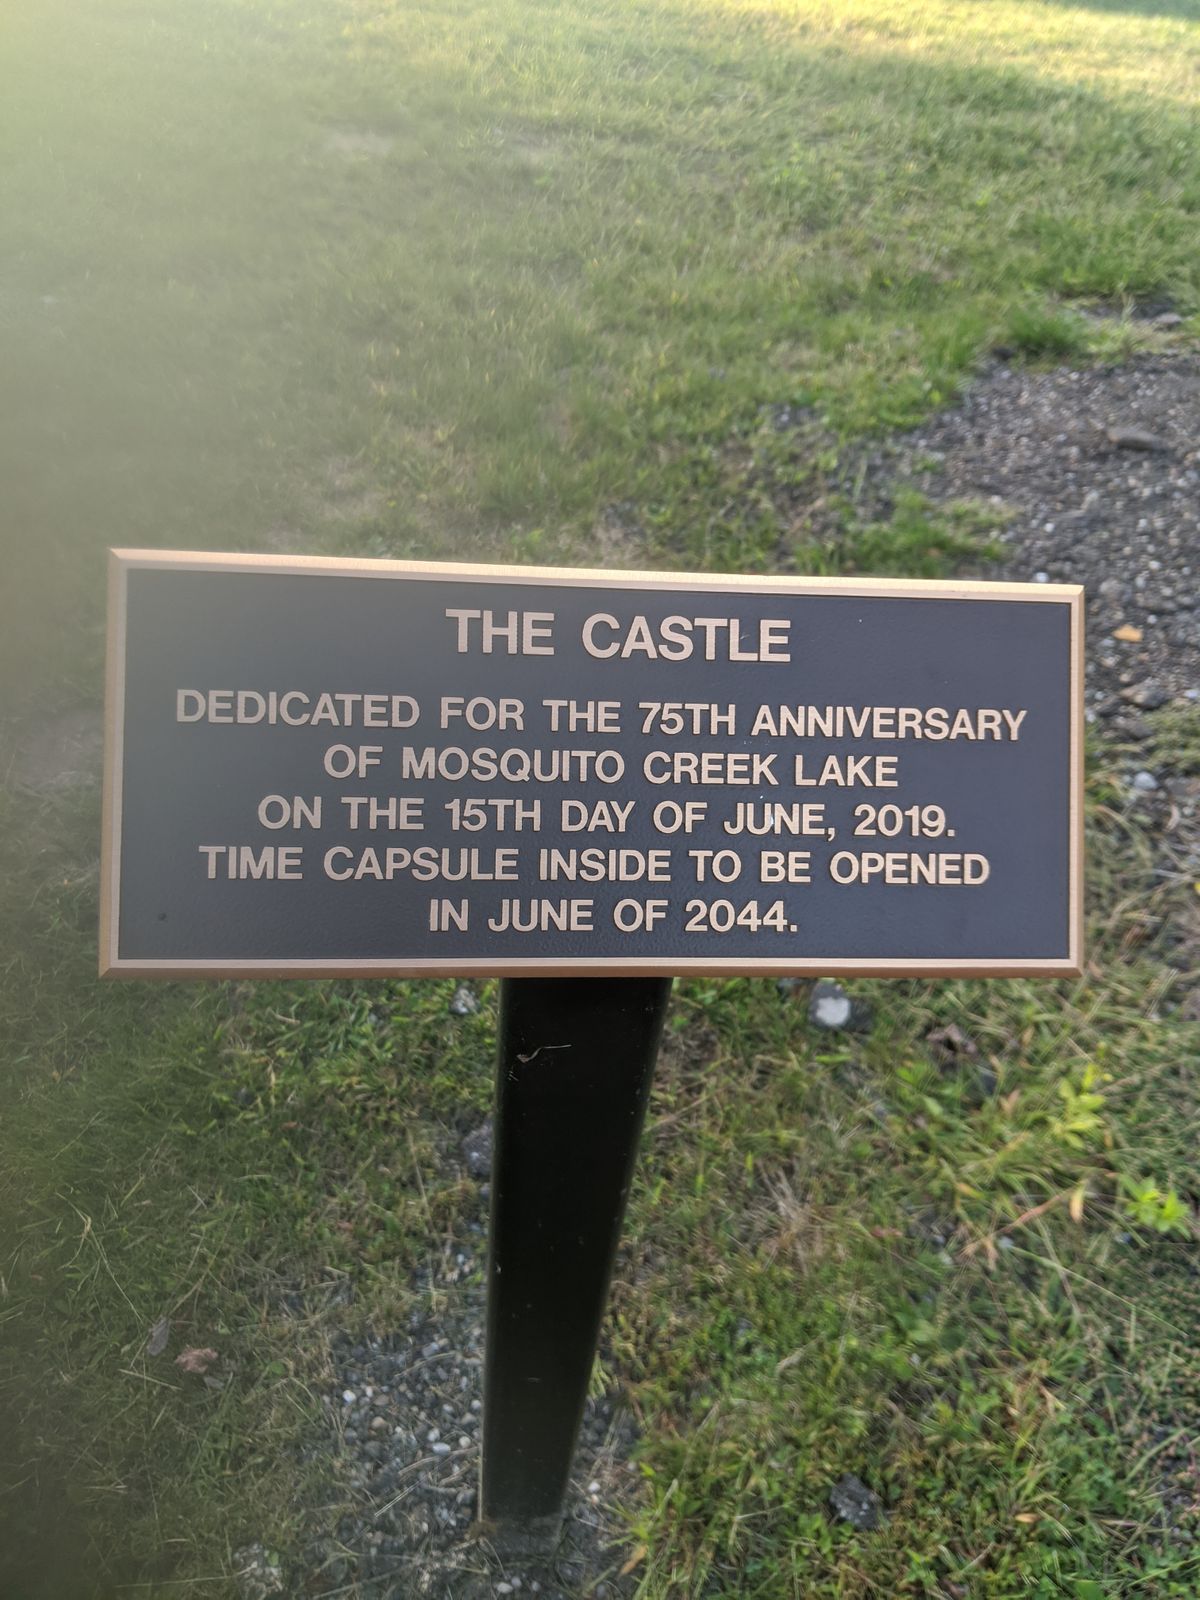 THE CASTLE
DEDICATED FOR THE 75TH ANNIVERSARY
OF MOSQUITO CREEK LAKE
ON THE 15TH DAY OF JUNE, 2019.
TIME CAPSULE INSIDE TO BE OPENED
IN JUNE OF 2044.